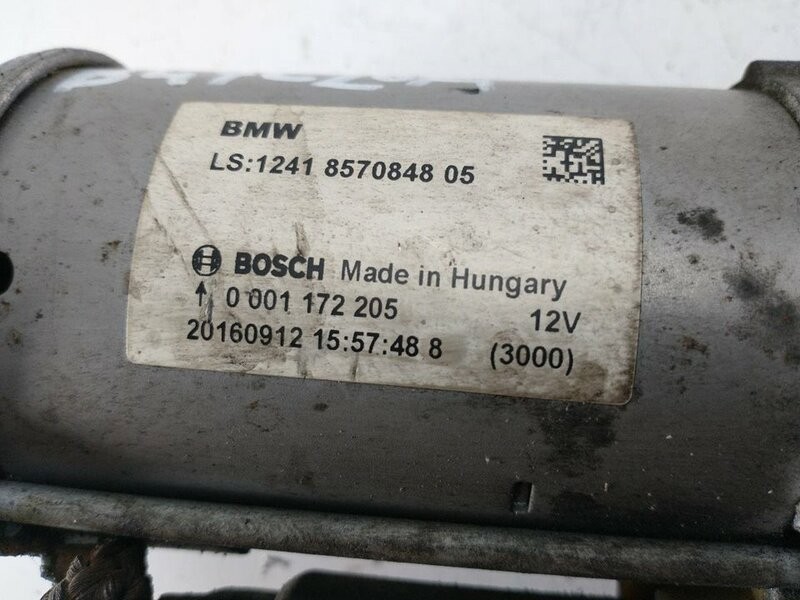 BMW
LS:1241 8570848 05
BOSCH Made in Hungary
0 001 172 205 12V
20160912 15:57:48 8 (3000)